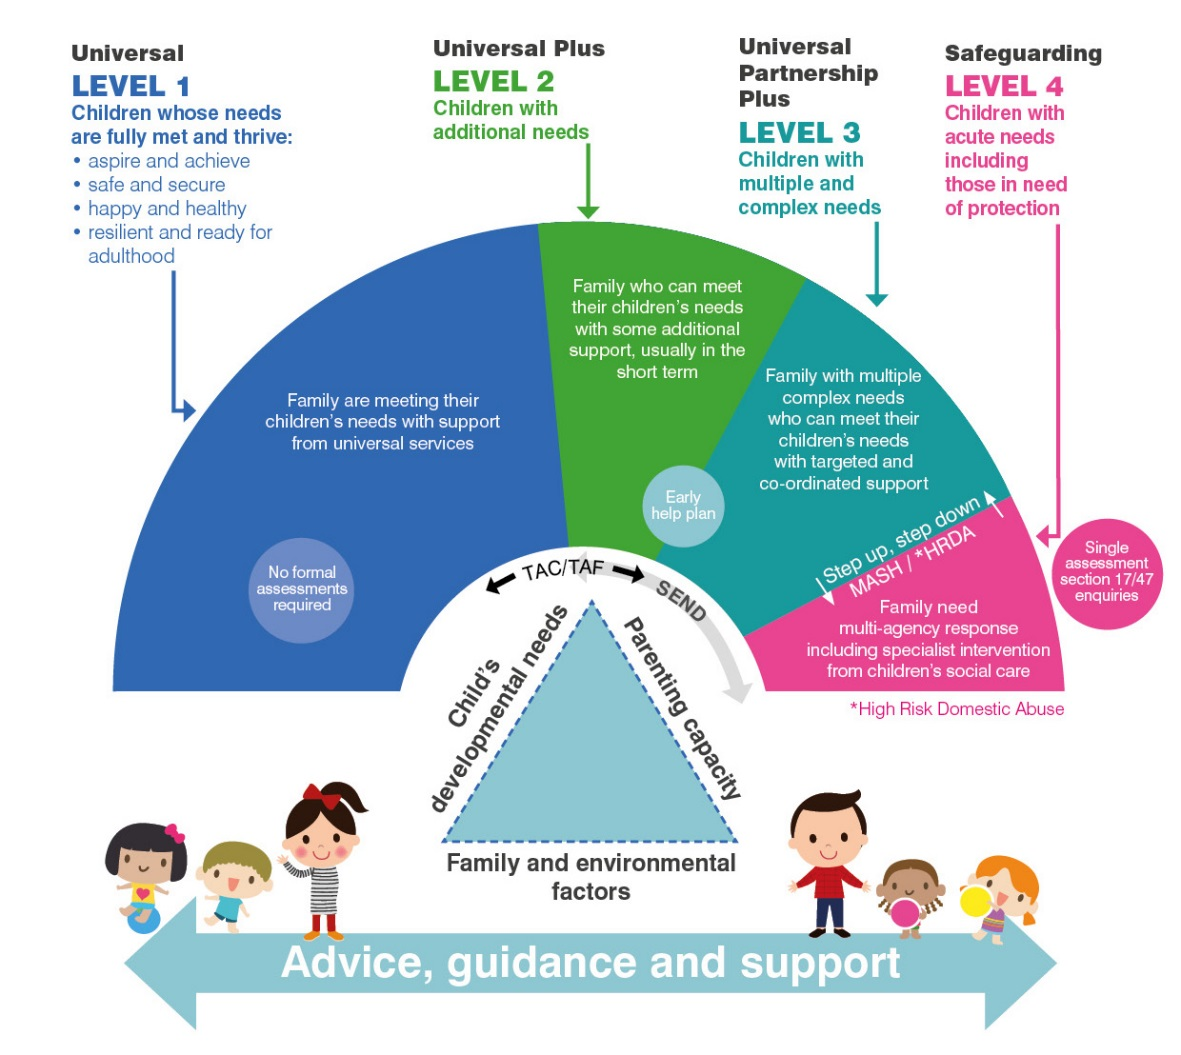 Universal
LEVEL 1
Children whose needs
are fully met and thrive:
• aspire and achieve
• safe and secure
• happy and healthy
• resilient and ready for
adulthood
Universal Plus
LEVEL 2
Children with
additional needs
Universal
Partnership
Plus
LEVEL 3
Children with
multiple and
complex needs
Safeguarding
LEVEL 4
Children with
acute needs
including
those in need
of protection
Family are meeting their
children's needs with support
from universal services
No formal
assessments
required
Family who can meet
their children's needs
with some additional
support, usually in the
short term
Early
help plan
Family with multiple
complex needs
who can meet their
children's needs
with targeted and
co-ordinated support
Step up, step down
MASH / *HRDA
Family need
multi-agency response
including specialist intervention
from children's social care
Single
assessment
section 17/47
enquiries
*High Risk Domestic Abuse
TAC/TAF
SEND
Child's
developmental needs
Parenting capacity
Family and environmental
factors
Advice, guidance and support